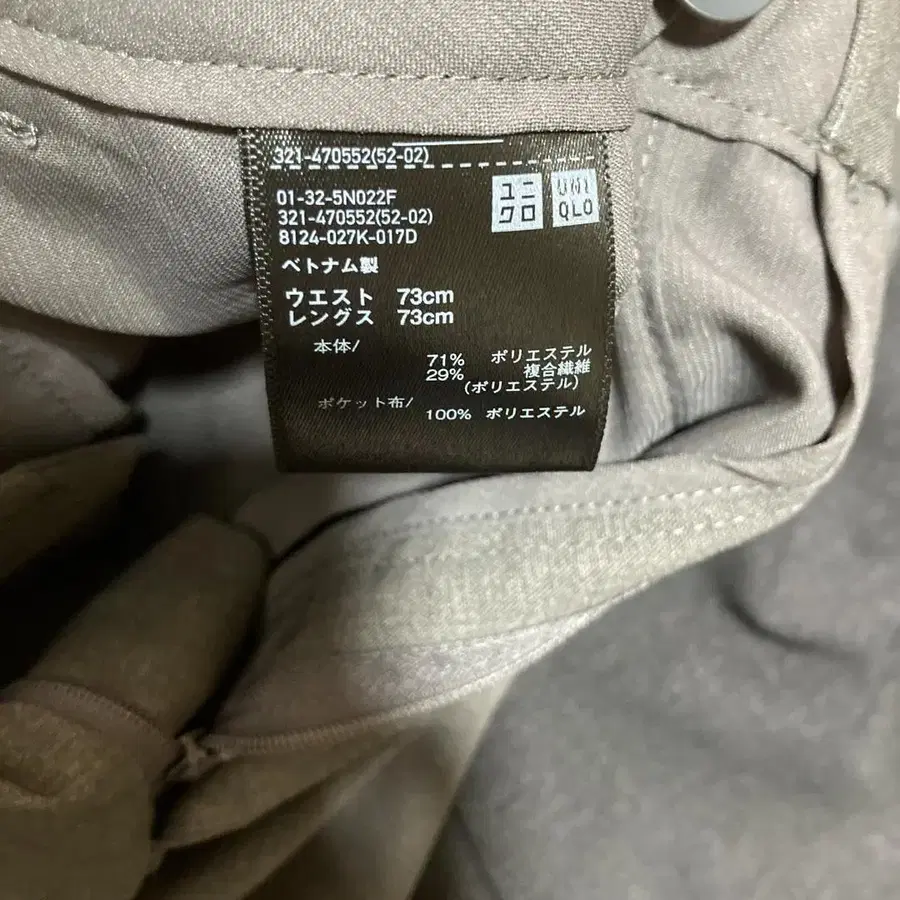 321-470552(52-02)
ユニ
クロ
UNI
QLO
01-32-5N022F
321-470552(52-02)
8124-027K-017D
ベトナム製
ウエスト 73cm
レングス 73cm
本体/
71% ポリエステル
29% 複合繊維
(ポリエステル)
ポケット布/
100% ポリエステル